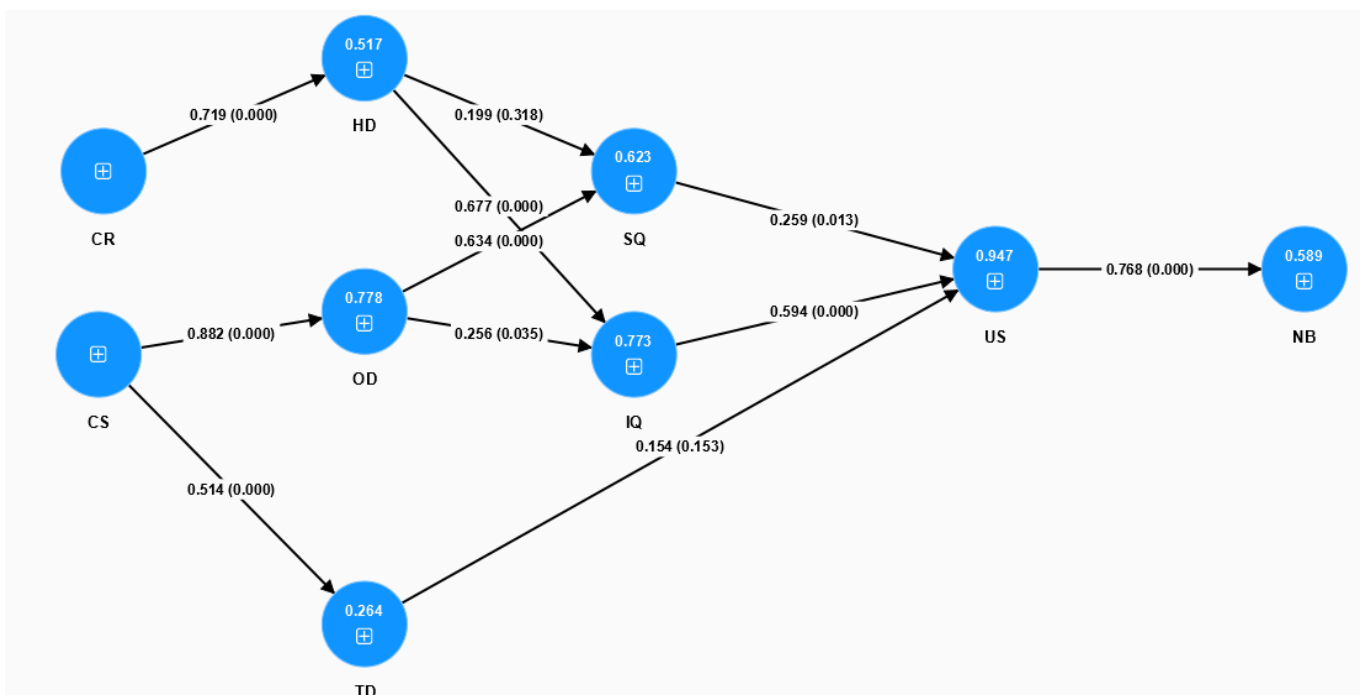 0.517
HD
0.719 (0.000)
CR
0.199 (0.318)
0.623
SQ
0.677 (0.000)
0.634 (0.000)
0.259 (0.013)
0.947
US
0.768 (0.000)
0.589
NB
0.778
OD
0.882 (0.000)
CS
0.256 (0.035)
0.773
IQ
0.594 (0.000)
0.154 (0.153)
0.514 (0.000)
0.264
TD